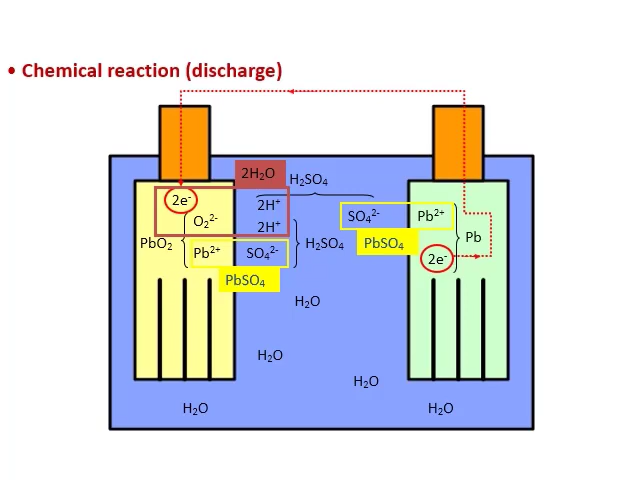 • Chemical reaction (discharge)
2H₂O
H₂SO₄
2e⁻
2H⁺
O₂²⁻
SO₄²⁻
Pb²⁺
2H⁺
PbO₂
H₂SO₄
PbSO₄
Pb
Pb²⁺
SO₄²⁻
2e⁻
PbSO₄
H₂O
H₂O
H₂O
H₂O
H₂O